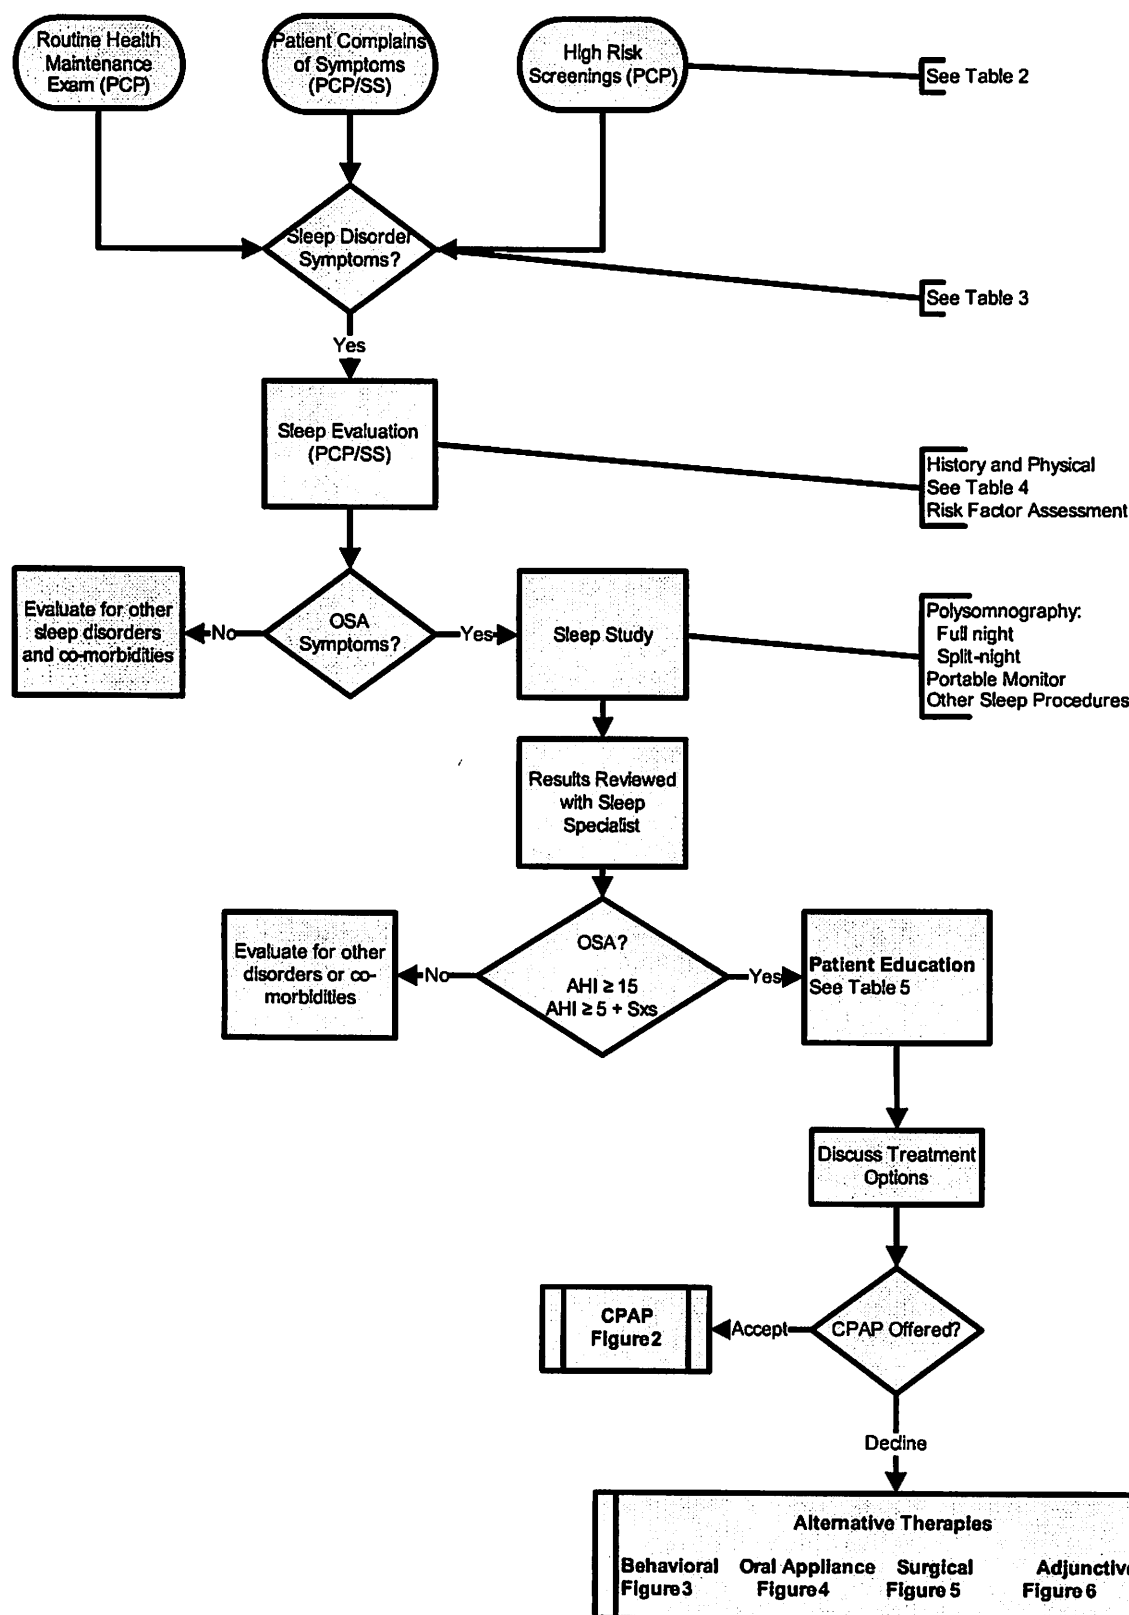 Routine Health
Maintenance
Exam (PCP)
Patient Complains
of Symptoms
(PCP/SS)
High Risk
Screenings (PCP)
See Table 2
Sleep Disorder
Symptoms?
See Table 3
Yes
Sleep Evaluation
(PCP/SS)
History and Physical
See Table 4
Risk Factor Assessment
Evaluate for other
sleep disorders
and co-morbidities
No
OSA
Symptoms?
Yes
Sleep Study
Polysomnography:
Full night
Split-night
Portable Monitor
Other Sleep Procedures
Results Reviewed
with Sleep
Specialist
Evaluate for other
disorders or co-
morbidities
No
OSA?
AHI ≥ 15
AHI ≥ 5 + Sxs
Yes
Patient Education
See Table 5
Discuss Treatment
Options
CPAP
Figure 2
Accept
CPAP Offered?
Decline
Alternative Therapies
Behavioral
Figure 3
Oral Appliance
Figure 4
Surgical
Figure 5
Adjunctive
Figure 6